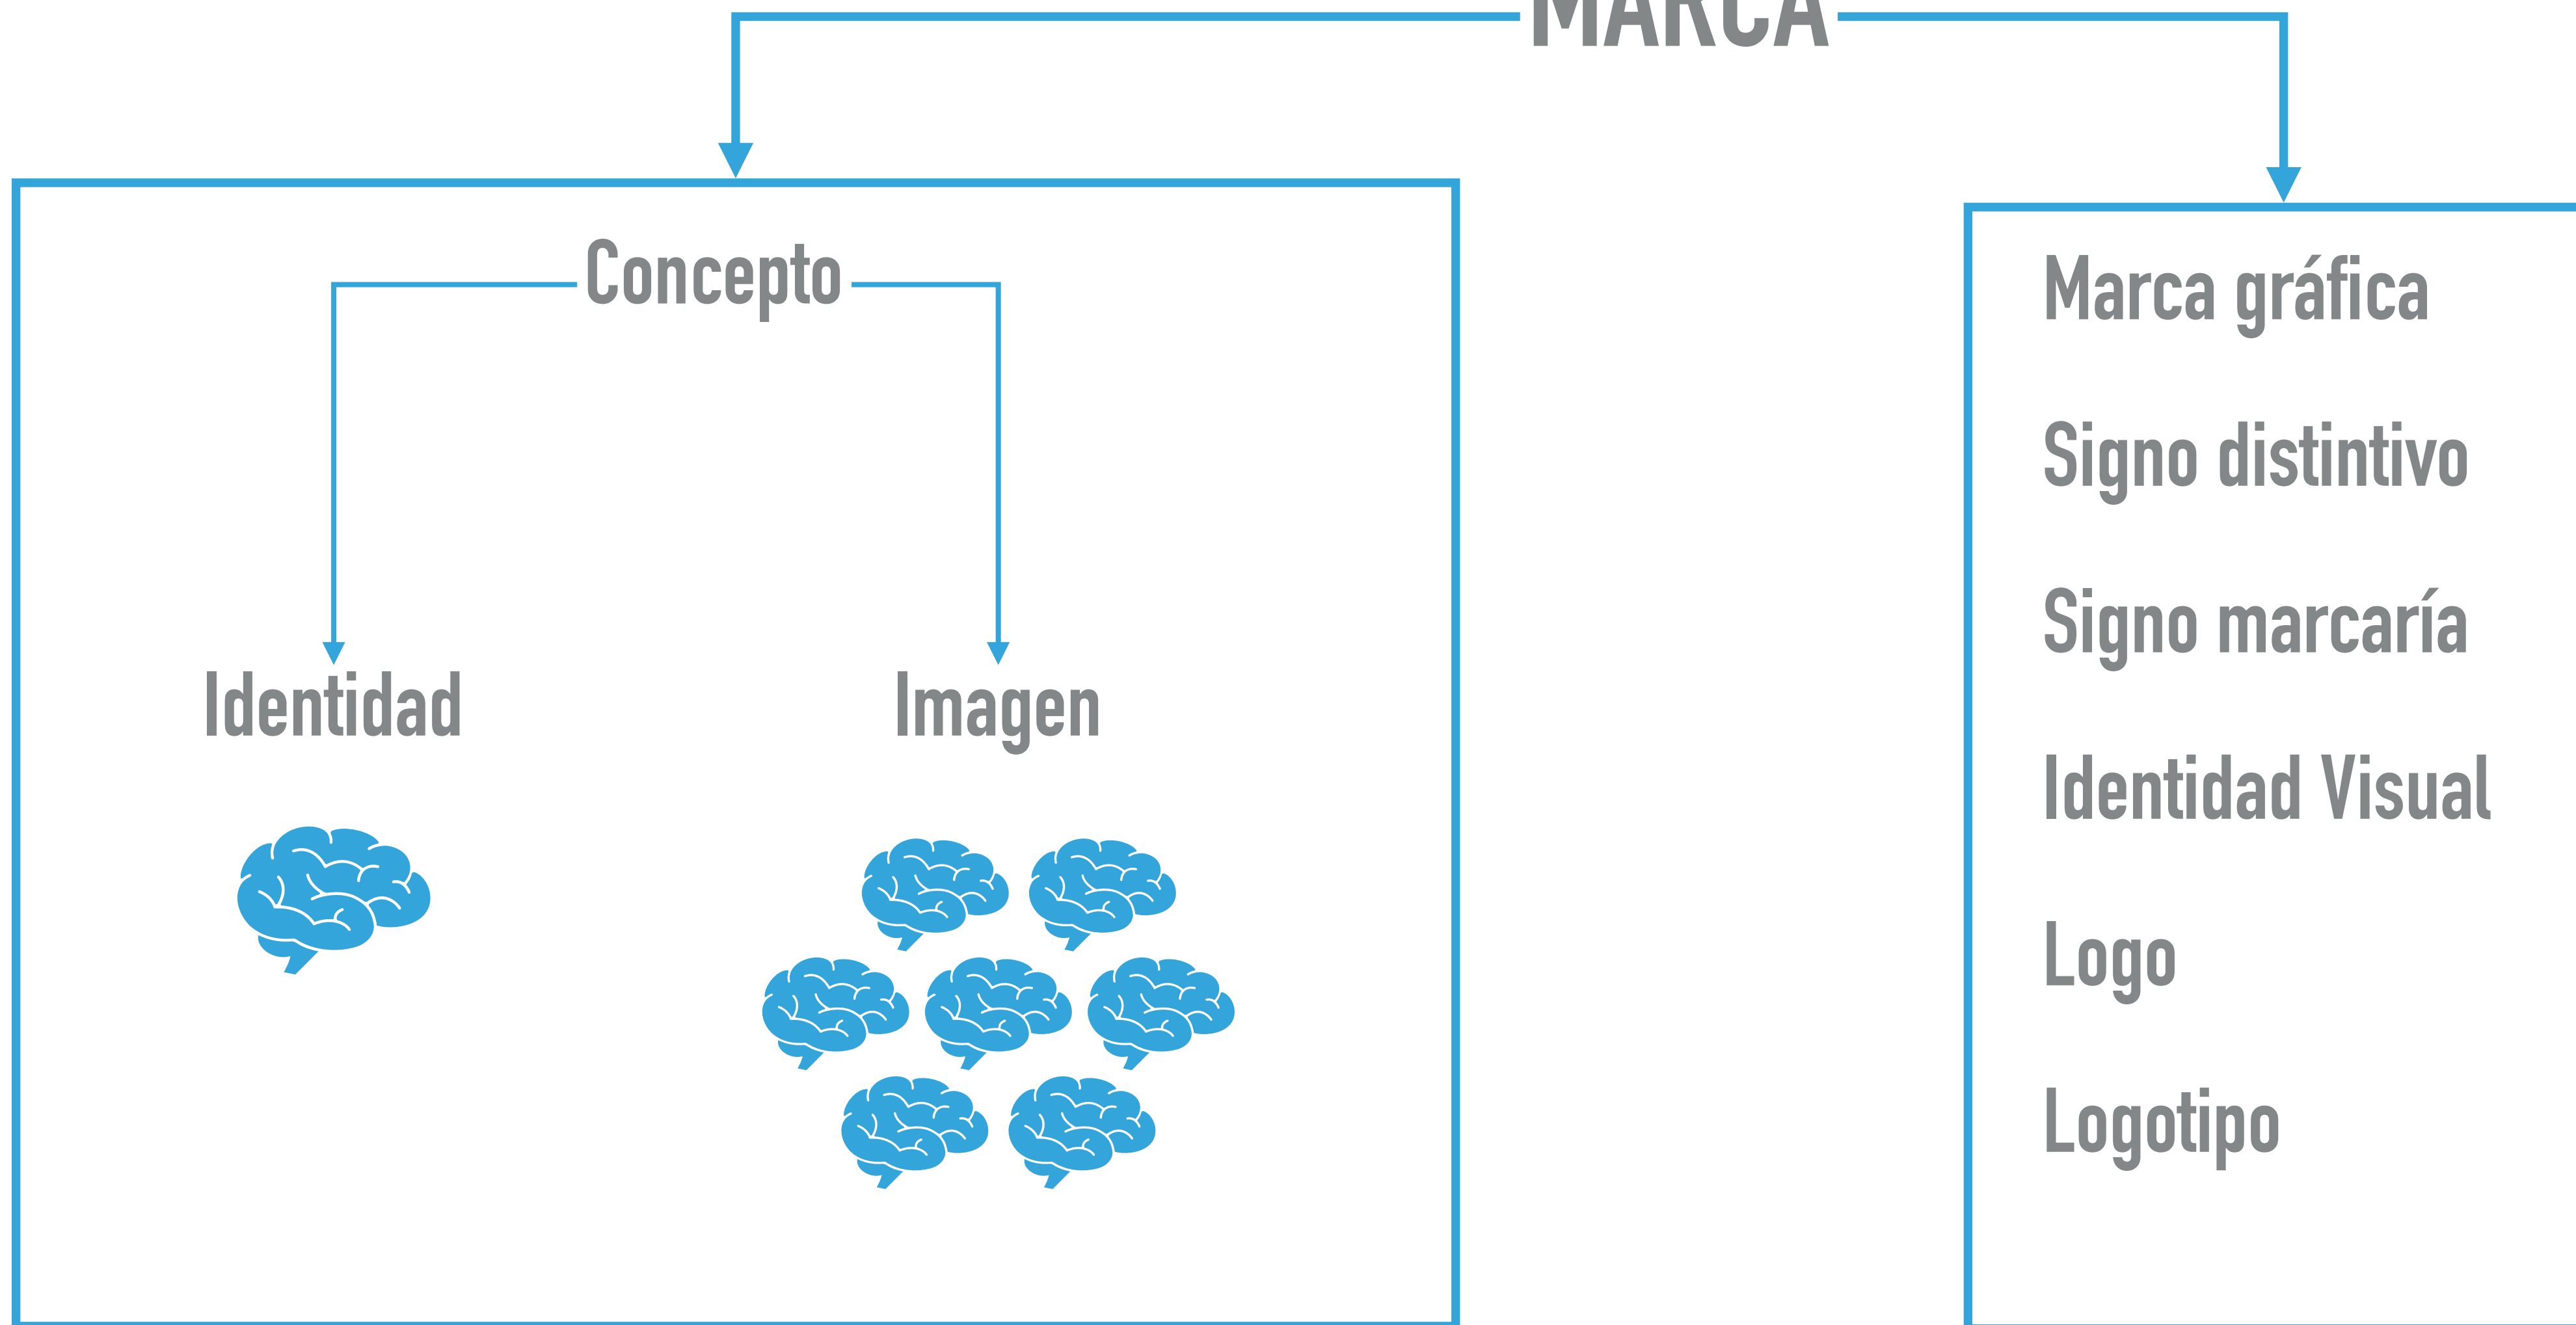 MARCA
Concepto
Identidad
Imagen
Marca gráfica
Signo distintivo
Signo marcaría
Identidad Visual
Logo
Logotipo